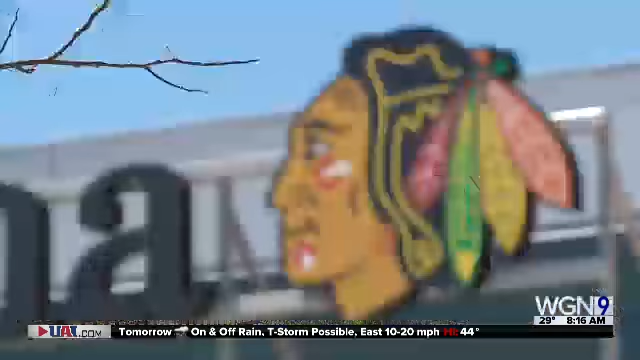 na
WGN9
29° 8:16 AM
.COM Tomorrow On & Off Rain, T-Storm Possible, East 10-20 mph HI: 44°